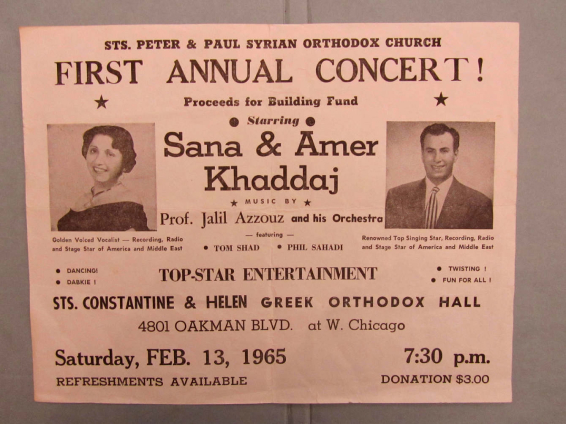 STS. PETER & PAUL SYRIAN ORTHODOX CHURCH
FIRST ANNUAL CONCERT!
Proceeds for Building Fund
Starring
Sana & Amer
Khaddaj
MUSIC BY
Prof. Jalil Azzouz and his Orchestra
— featuring —
• TOM SHAD • PHIL SAHADI
Golden Voiced Vocalist — Recording, Radio
and Stage Star of America and Middle East
Renowned Top Singing Star, Recording, Radio
and Stage Star of America and Middle East
• DANCING!
• DABKIE !
TOP-STAR ENTERTAINMENT
• TWISTING !
• FUN FOR ALL !
STS. CONSTANTINE & HELEN GREEK ORTHODOX HALL
4801 OAKMAN BLVD. at W. Chicago
Saturday, FEB. 13, 1965 7:30 p.m.
REFRESHMENTS AVAILABLE DONATION $3.00